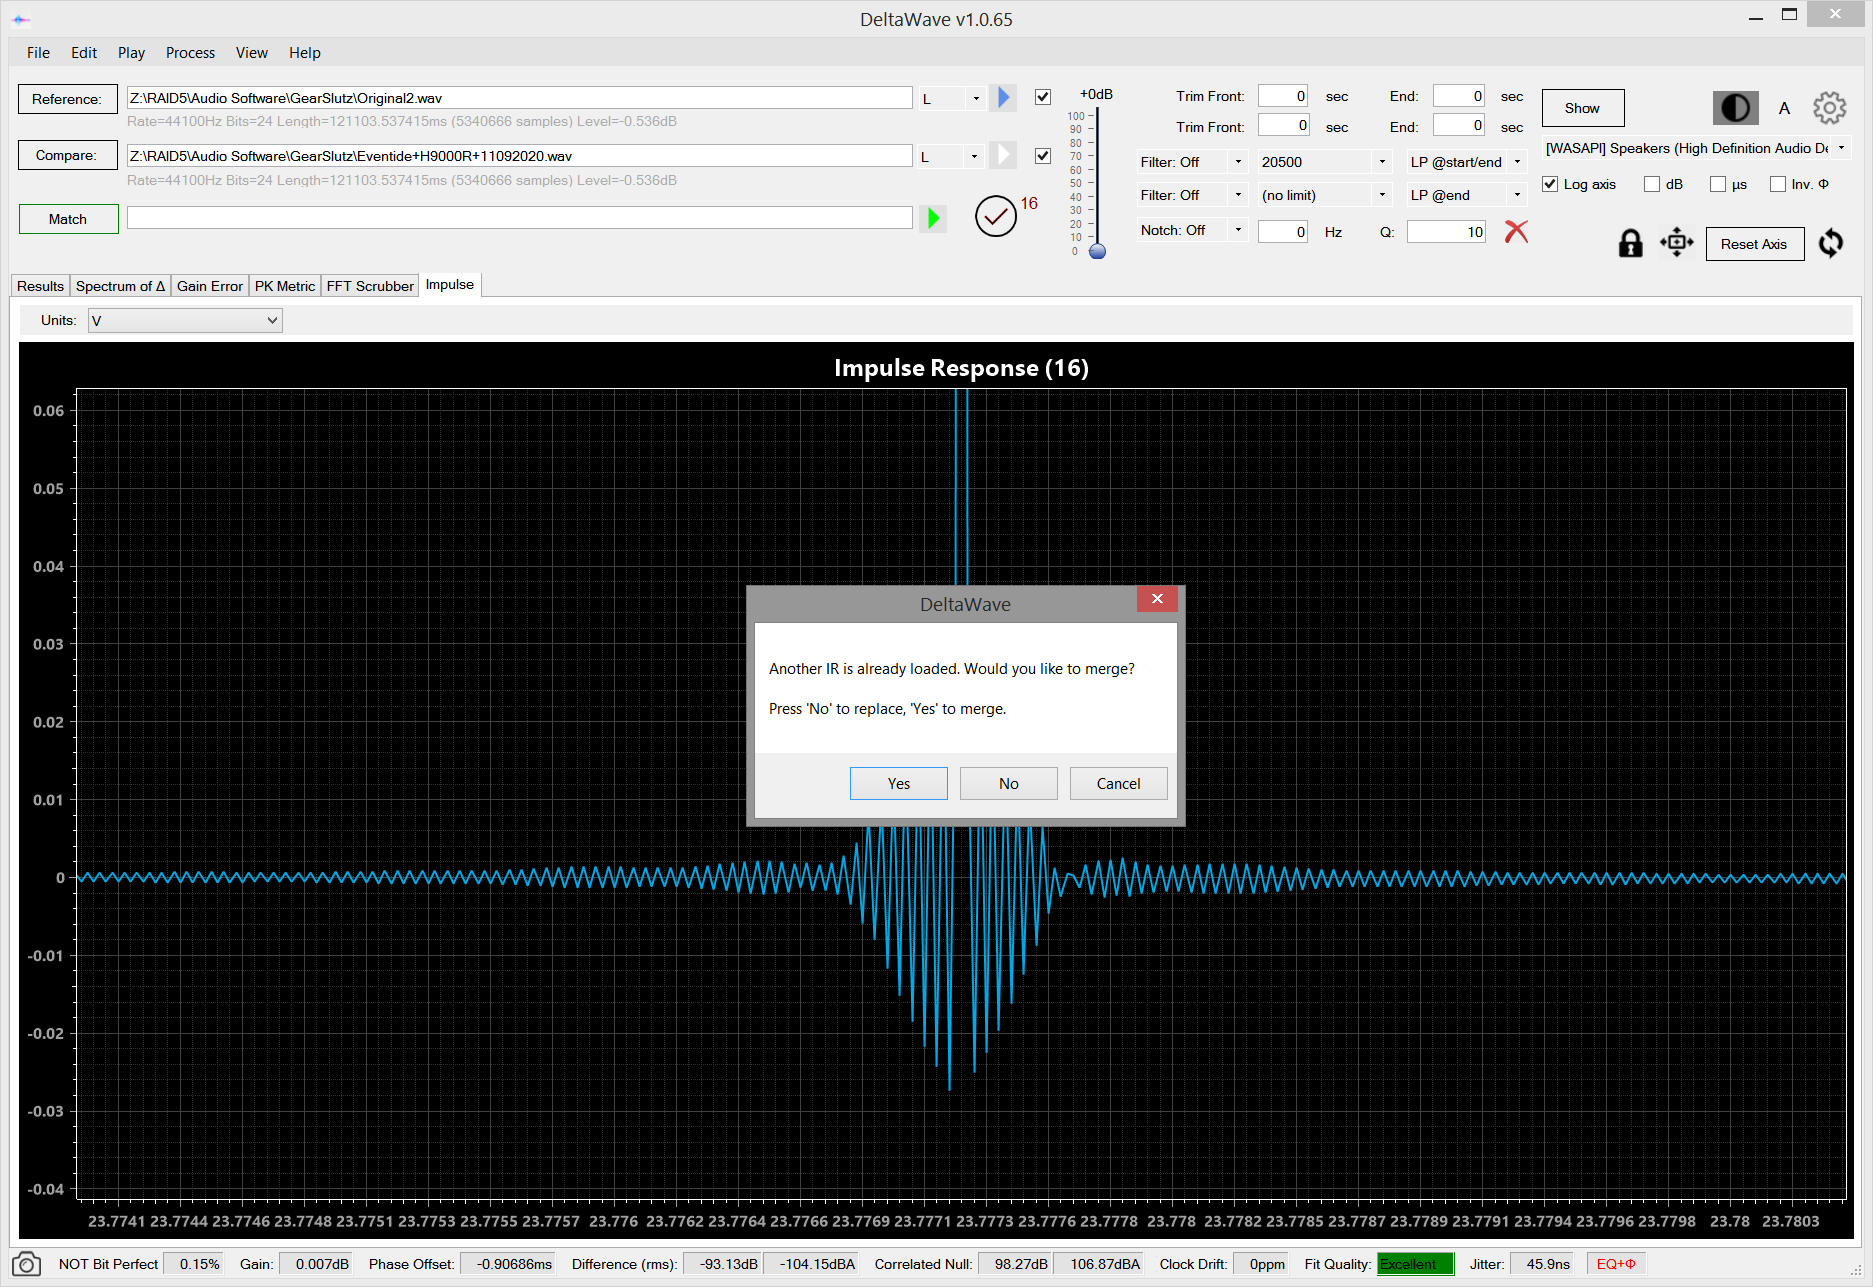 DeltaWave v1.0.65
File Edit Play Process View Help
Reference: Z:\RAID5\Audio Software\GearSlutz\Original2.wav L
Rate=44100Hz Bits=24 Length=121103.537415ms (5340666 samples) Level=-0.536dB
Compare: Z:\RAID5\Audio Software\GearSlutz\Eventide+H9000R+11092020.wav L
Rate=44100Hz Bits=24 Length=121103.537415ms (5340666 samples) Level=-0.536dB
Match 16
+0dB
100
90
80
70
60
50
40
30
20
10
0
Trim Front: 0 sec End: 0 sec
Trim Front: 0 sec End: 0 sec
Filter: Off 20500 LP @start/end
Filter: Off (no limit) LP @end
Notch: Off 0 Hz Q: 10
Show A
[WASAPI] Speakers (High Definition Audio De
Log axis dB µs Inv. Φ
Reset Axis
Results Spectrum of Δ Gain Error PK Metric FFT Scrubber Impulse
Units: V
Impulse Response (16)
0.06
0.05
0.04
0.03
0.02
0.01
0
-0.01
-0.02
-0.03
-0.04
DeltaWave
Another IR is already loaded. Would you like to merge?
Press 'No' to replace, 'Yes' to merge.
Yes No Cancel
23.7741 23.7744 23.7746 23.7748 23.7751 23.7753 23.7755 23.7757 23.776 23.7762 23.7764 23.7766 23.7769 23.7771 23.7773 23.7776 23.7778 23.778 23.7782 23.7785 23.7787 23.7789 23.7791 23.7794 23.7796 23.7798 23.78 23.7803
NOT Bit Perfect 0.15% Gain: 0.007dB Phase Offset: -0.90686ms Difference (rms): -93.13dB -104.15dBA Correlated Null: 98.27dB 106.87dBA Clock Drift: 0ppm Fit Quality: Excellent Jitter: 45.9ns EQ+Φ